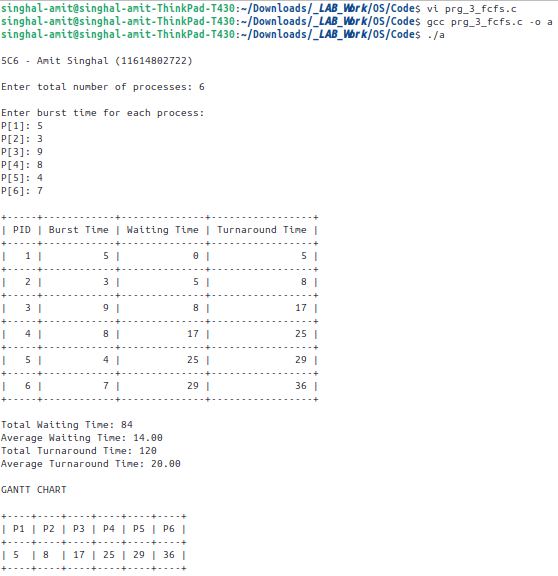 singhal-amit@singhal-amit-ThinkPad-T430:~/Downloads/_LAB_Work/OS/Code$ vi prg_3_fcfs.c
singhal-amit@singhal-amit-ThinkPad-T430:~/Downloads/_LAB_Work/OS/Code$ gcc prg_3_fcfs.c -o a
singhal-amit@singhal-amit-ThinkPad-T430:~/Downloads/_LAB_Work/OS/Code$ ./a

5C6 - Amit Singhal (11614802722)

Enter total number of processes: 6

Enter burst time for each process:
P[1]: 5
P[2]: 3
P[3]: 9
P[4]: 8
P[5]: 4
P[6]: 7

+-----+------------+--------------+-----------------+
| PID | Burst Time | Waiting Time | Turnaround Time |
+-----+------------+--------------+-----------------+
|   1 |          5 |            0 |               5 |
+-----+------------+--------------+-----------------+
|   2 |          3 |            5 |               8 |
+-----+------------+--------------+-----------------+
|   3 |          9 |            8 |              17 |
+-----+------------+--------------+-----------------+
|   4 |          8 |           17 |              25 |
+-----+------------+--------------+-----------------+
|   5 |          4 |           25 |              29 |
+-----+------------+--------------+-----------------+
|   6 |          7 |           29 |              36 |
+-----+------------+--------------+-----------------+

Total Waiting Time: 84
Average Waiting Time: 14.00
Total Turnaround Time: 120
Average Turnaround Time: 20.00

GANTT CHART

+----+----+----+----+----+----+
| P1 | P2 | P3 | P4 | P5 | P6 |
+----+----+----+----+----+----+
| 5  | 8  | 17 | 25 | 29 | 36 |
+----+----+----+----+----+----+